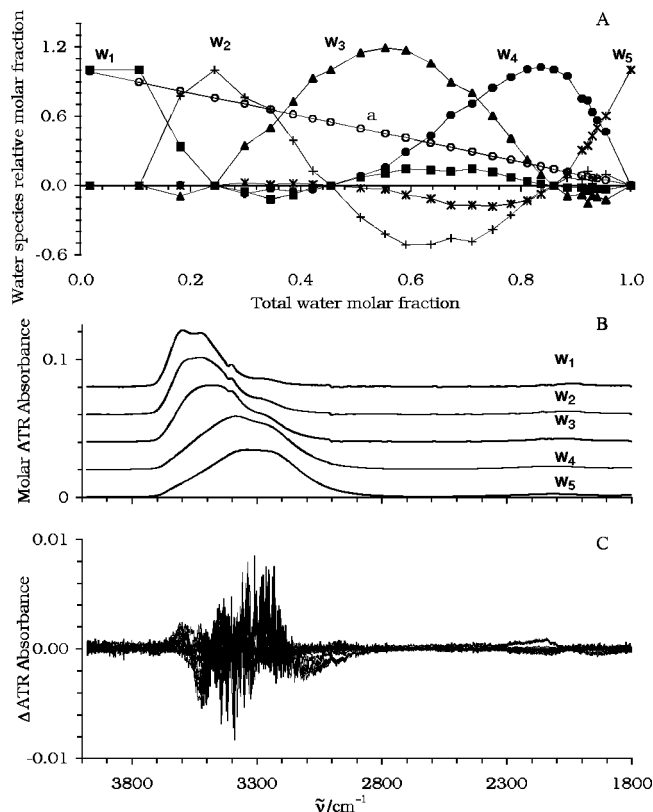 A
W1
W2
W3
W4
W5
a
1.2
0.6
0.0
-0.6
Water species relative molar fraction
0.0
0.2
0.4
0.6
0.8
1.0
Total water molar fraction
B
0.1
0
Molar ATR Absorbance
W1
W2
W3
W4
W5
C
0.01
0.00
-0.01
ΔATR Absorbance
3800
3300
2800
2300
1800
ν̃/cm⁻¹